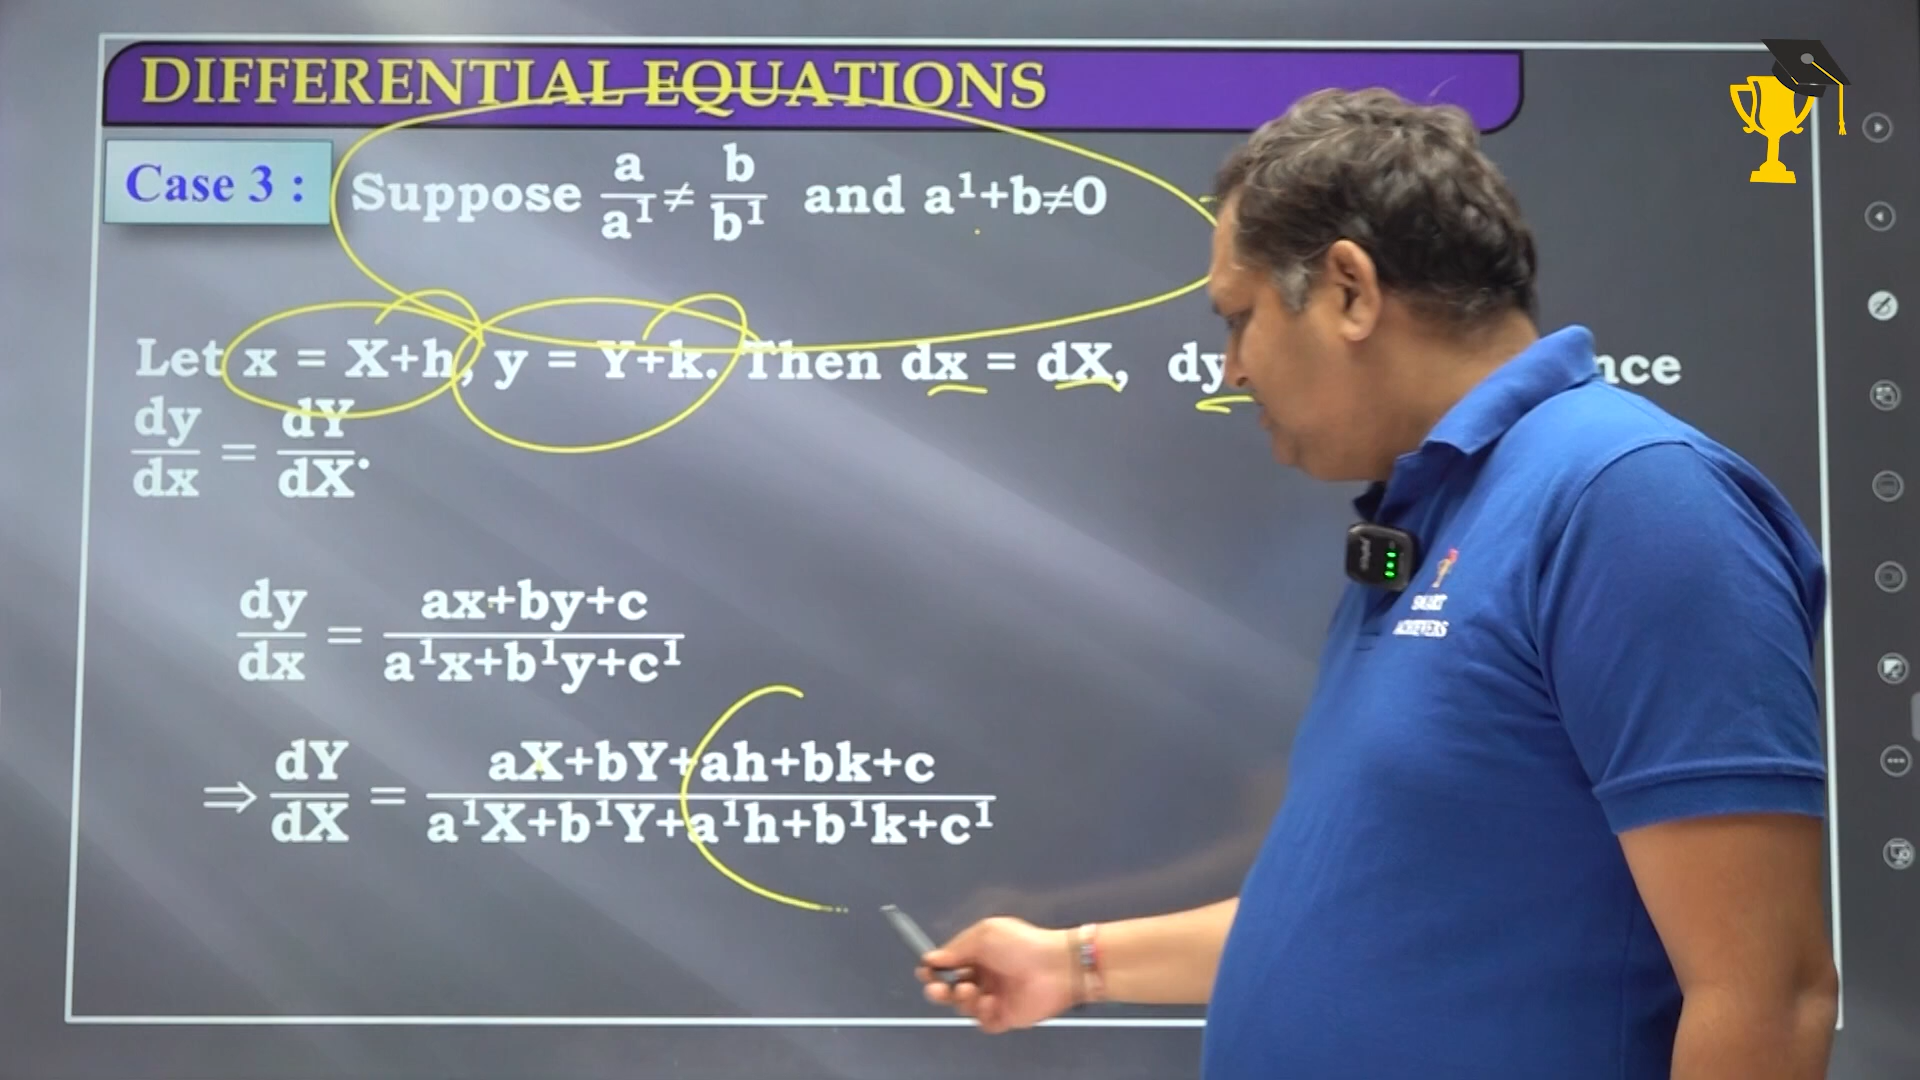 DIFFERENTIAL EQUATIONS
Case 3 : Suppose a/a¹ ≠ b/b¹ and a¹+b≠0
Let x = X+h, y = Y+k. Then dx = dX, dy
dy/dx = dY/dX.
dy/dx = ax+by+c/a¹x+b¹y+c¹
⇒ dY/dX = aX+bY+ah+bk+c/a¹X+b¹Y+a¹h+b¹k+c¹
ACHIEVERS